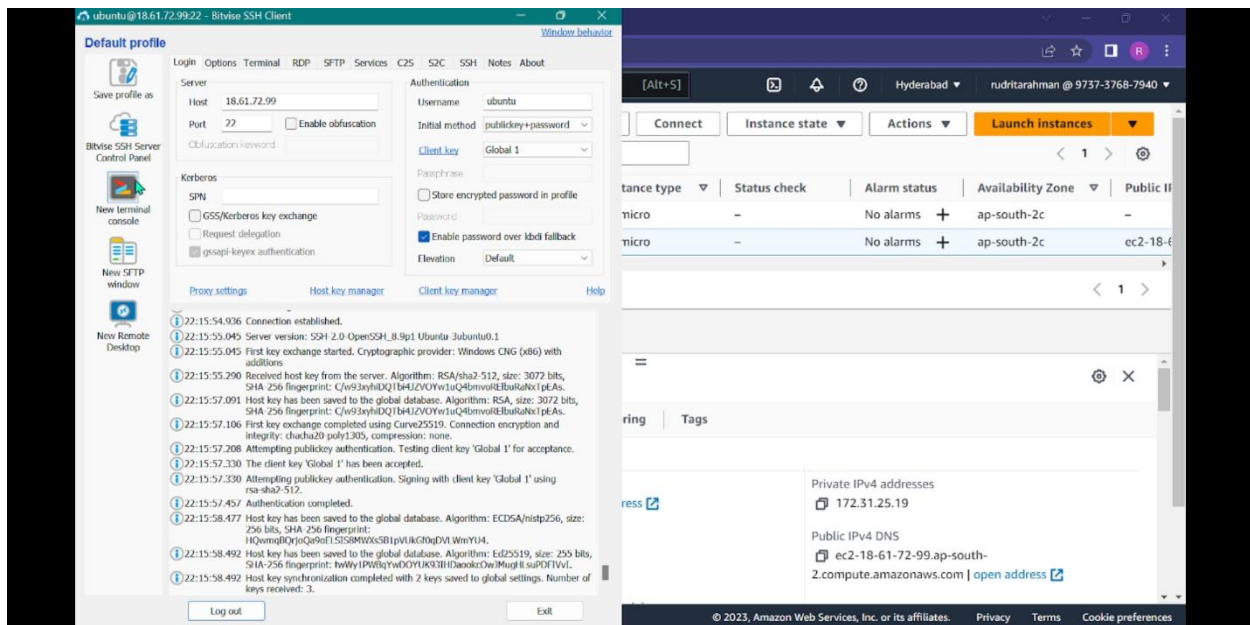 ubuntu@18.61.72.99:22 - Bitvise SSH Client
Window behavior
Default profile
Save profile as
Bitvise SSH Server
Control Panel
New terminal
console
New SFTP
window
New Remote
Desktop
Login Options Terminal RDP SFTP Services C2S S2C SSH Notes About
Server
Host 18.61.72.99
Port 22 Enable obfuscation
Obfuscation keyword
Kerberos
SPN
GSS/Kerberos key exchange
Request delegation
gssapi-keyex authentication
Authentication
Username ubuntu
Initial method publickey+password
Client key Global 1
Passphrase
Store encrypted password in profile
Password
Enable password over kbdi fallback
Elevation Default
Proxy settings Host key manager Client key manager Help
22:15:54.936 Connection established.
22:15:55.045 Server version: SSH-2.0-OpenSSH_8.9p1 Ubuntu-3ubuntu0.1
22:15:55.045 First key exchange started. Cryptographic provider: Windows CNG (x86) with
additions
22:15:55.290 Received host key from the server. Algorithm: RSA/sha2-512, size: 3072 bits,
SHA-256 fingerprint:
22:15:57.091 Host key has been saved to the global database. Algorithm: RSA, size: 3072 bits,
SHA-256 fingerprint:
22:15:57.106 First key exchange completed using Curve25519. Connection encryption and
integrity: chacha20-poly1305, compression: none.
22:15:57.208 Attempting publickey authentication. Testing client key 'Global 1' for acceptance.
22:15:57.330 The client key 'Global 1' has been accepted.
22:15:57.330 Attempting publickey authentication. Signing with client key 'Global 1' using
rsa-sha2-512.
22:15:57.457 Authentication completed.
22:15:58.477 Host key has been saved to the global database. Algorithm: ECDSA/nistp256, size:
256 bits, SHA-256 fingerprint:
22:15:58.492 Host key has been saved to the global database. Algorithm: Ed25519, size: 255 bits,
SHA-256 fingerprint:
22:15:58.492 Host key synchronization completed with 2 keys saved to global settings. Number of
keys received: 3.
Log out Exit
R
[Alt+S] Hyderabad rudritarahman @ 9737-3768-7940
Connect Instance state Actions Launch instances
1
tance type Status check Alarm status Availability Zone Public IP
micro - No alarms + ap-south-2c -
micro - No alarms + ap-south-2c ec2-18-6
1
ring Tags
Private IPv4 addresses
ress 172.31.25.19
Public IPv4 DNS
ec2-18-61-72-99.ap-sou­th-
2.compute.amazonaws.com | open address
© 2023, Amazon Web Services, Inc. or its affiliates. Privacy Terms Cookie preferences